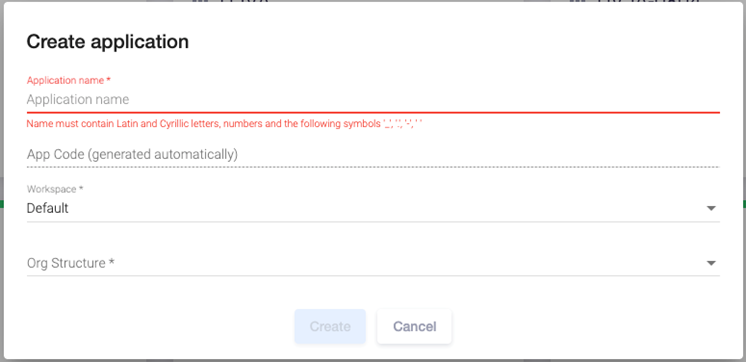 Create application
Application name *
Application name
Name must contain Latin and Cyrillic letters, numbers and the following symbols '_', '.', '-', ' '
App Code (generated automatically)
Workspace *
Default
Org Structure *
Create
Cancel